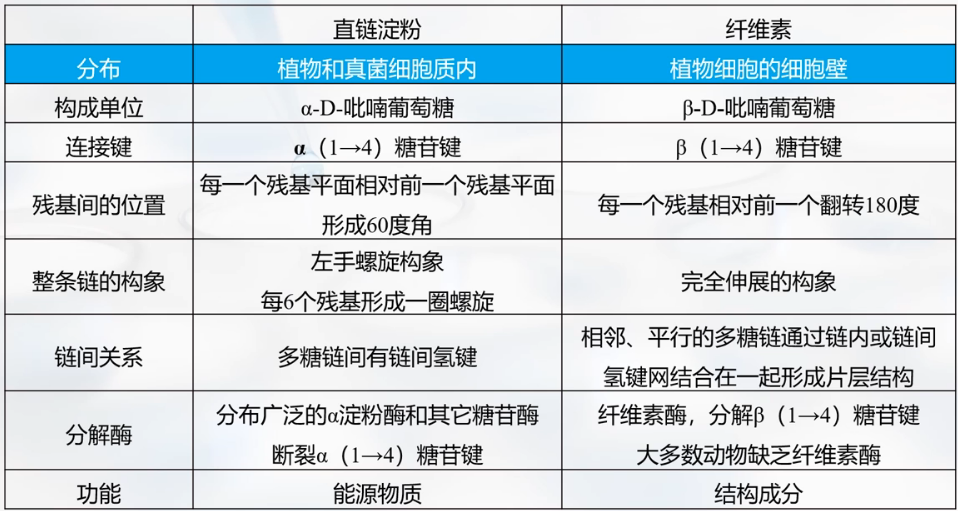 直链淀粉 纤维素
分布 植物和真菌细胞质内 植物细胞的细胞壁
构成单位 α-D-吡喃葡萄糖 β-D-吡喃葡萄糖
连接键 α（1→4）糖苷键 β（1→4）糖苷键
残基间的位置 每一个残基平面相对前一个残基平面
形成60度角 每一个残基相对前一个翻转180度
整条链的构象 左手螺旋构象
每6个残基形成一圈螺旋 完全伸展的构象
链间关系 多糖链间有链间氢键 相邻、平行的多糖链通过链内或链间
氢键网结合在一起形成片层结构
分解酶 分布广泛的α淀粉酶和其它糖苷酶
断裂α（1→4）糖苷键 纤维素酶，分解β（1→4）糖苷键
大多数动物缺乏纤维素酶
功能 能源物质 结构成分